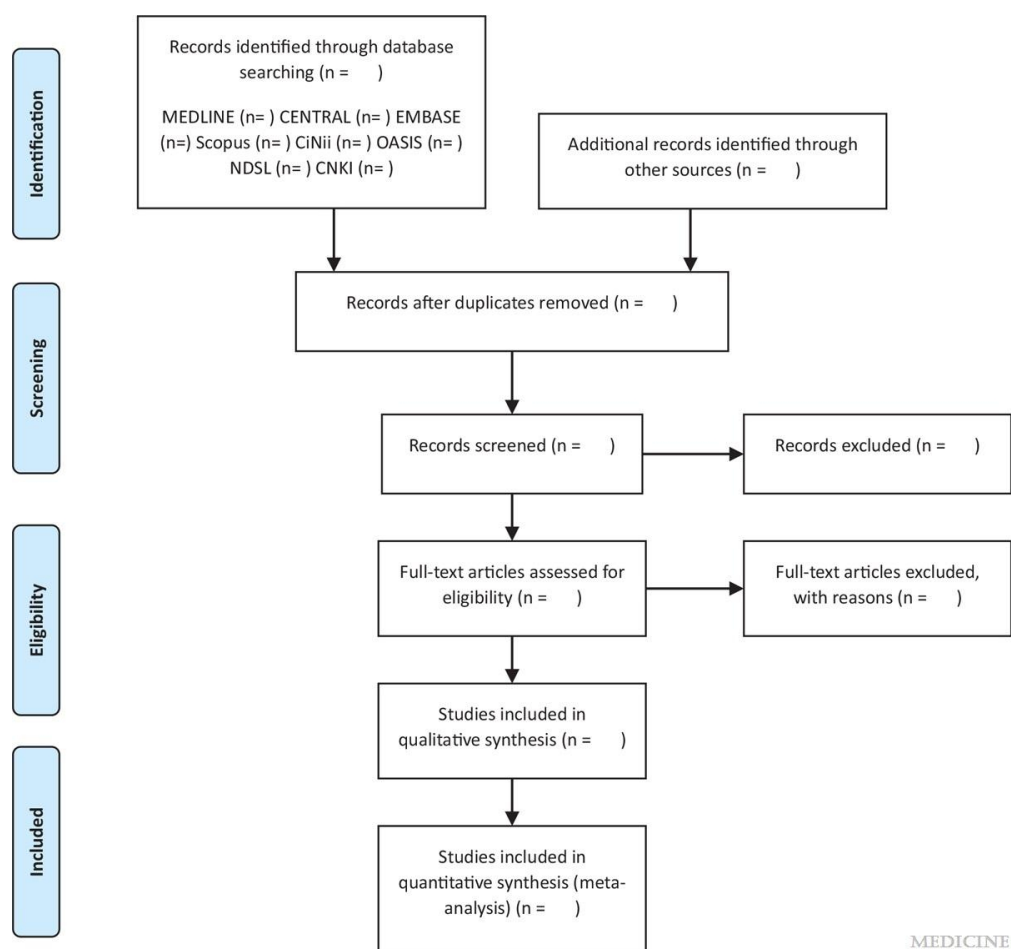 Identification
Records identified through database
searching (n =      )
MEDLINE (n= ) CENTRAL (n= ) EMBASE
(n=) Scopus (n= ) CiNii (n= ) OASIS (n= )
NDSL (n= ) CNKI (n= )
Additional records identified through
other sources (n =      )
Screening
Records after duplicates removed (n =      )
Records screened (n =      )
Records excluded (n =      )
Eligibility
Full-text articles assessed for
eligibility (n =      )
Full-text articles excluded,
with reasons (n =      )
Included
Studies included in
qualitative synthesis (n =      )
Studies included in
quantitative synthesis (meta-
analysis) (n =      )
MEDICINE